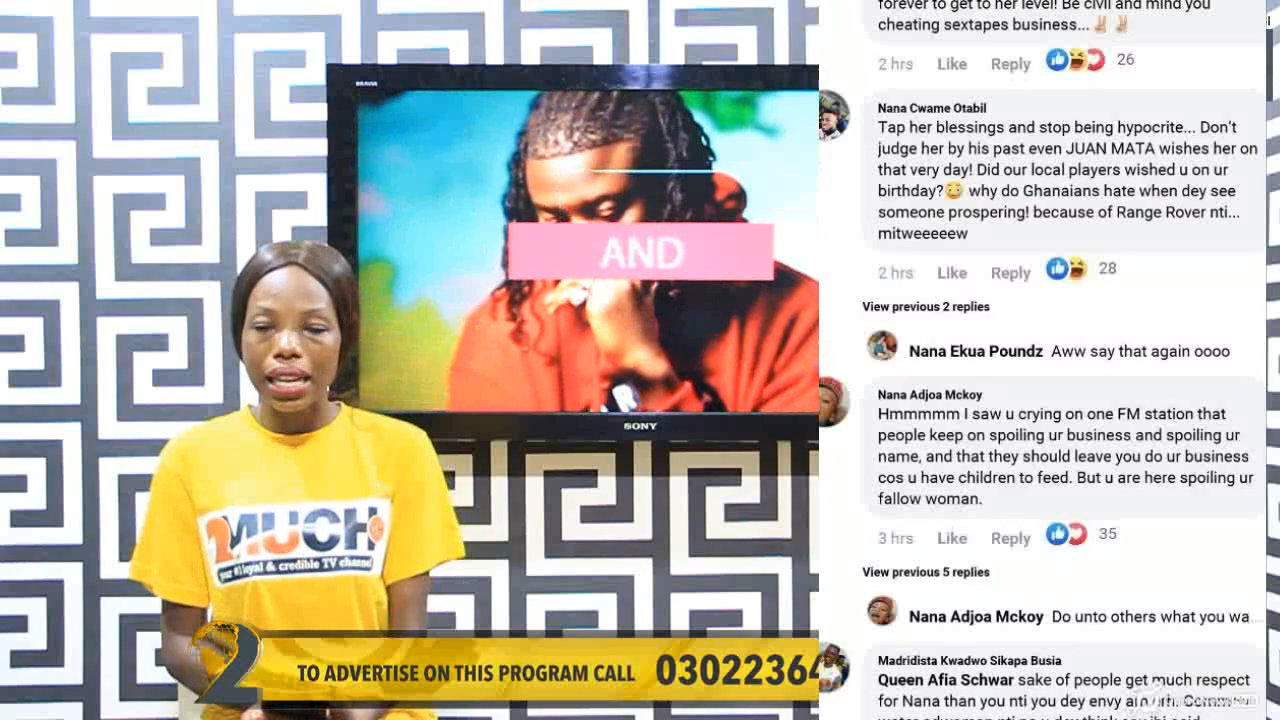 BRAVIA
AND
SONY
2MUCH
your #1 loyal & credible TV channel
2
TO ADVERTISE ON THIS PROGRAM CALL 03022364
forever to get to her level! Be civil and mind you
cheating sextapes business...✌✌
2 hrs Like Reply 26
Nana Cwame Otabil
Tap her blessings and stop being hypocrite... Don't
judge her by his past even JUAN MATA wishes her on
that very day! Did our local players wished u on ur
birthday?😳 why do Ghanaians hate when dey see
someone prospering! because of Range Rover nti...
mitweeeeew
2 hrs Like Reply 28
View previous 2 replies
Nana Ekua Poundz Aww say that again oooo
Nana Adjoa Mckoy
Hmmmmm I saw u crying on one FM station that
people keep on spoiling ur business and spoiling ur
name, and that they should leave you do ur business
cos u have children to feed. But u are here spoiling ur
fallow woman.
3 hrs Like Reply 35
View previous 5 replies
Nana Adjoa Mckoy Do unto others what you wa...
Madridista Kwadwo Sikapa Busia
Queen Afia Schwar sake of people get much respect
for Nana than you nti you dey envy